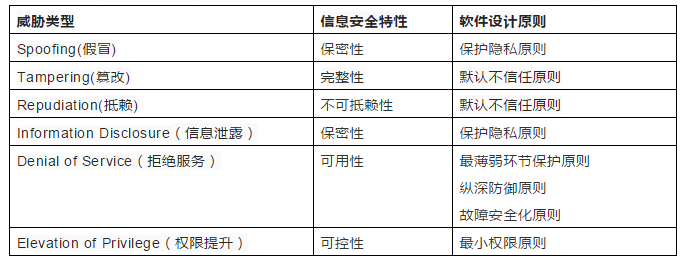 威胁类型 信息安全特性 软件设计原则
Spoofing(假冒) 保密性 保护隐私原则
Tampering(篡改) 完整性 默认不信任原则
Repudiation(抵赖) 不可抵赖性 默认不信任原则
Information Disclosure（信息泄露） 保密性 保护隐私原则
Denial of Service（拒绝服务） 可用性 最薄弱环节保护原则
纵深防御原则
故障安全化原则
Elevation of Privilege（权限提升） 可控性 最小权限原则